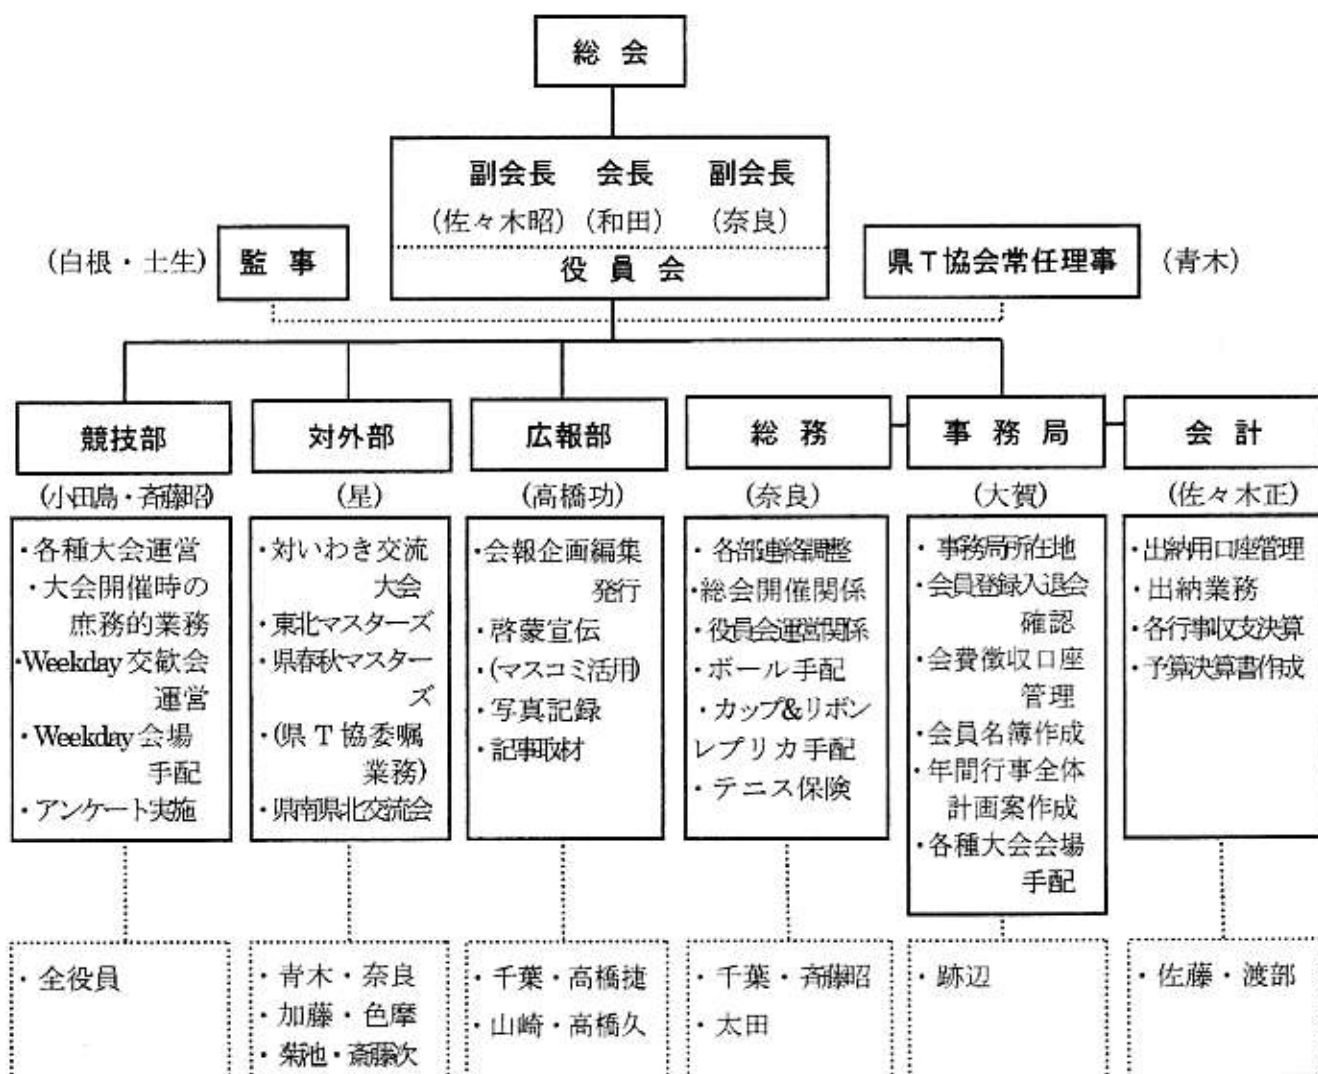 総 会
副会長 会長 副会長
(佐々木昭) (和田) (奈良)
役 員 会
(白根・土生) 監 事
県T協会常任理事 (青木)
競技部
(小田島・斉藤昭)
・各種大会運営
・大会開催時の
庶務的業務
・Weekday 交歓会
運営
・Weekday 会場
手配
・アンケート実施
・全役員
対外部
(星)
・対いわき交流
大会
・東北マスターズ
・県春秋マスター
ズ
・(県 T 協委嘱
業務)
・県南県北交流会
・青木・奈良
・加藤・色摩
・菊池・斎藤次
広報部
(高橋功)
・会報企画編集
発行
・啓蒙宣伝
・(マスコミ活用)
・写真記録
・記事取材
・千葉・高橋捷
・山崎・高橋久
総 務
(奈良)
・各部連絡調整
・総会開催関係
・役員会運営関係
・ボール手配
・カップ&リボン
レプリカ手配
・テニス保険
・千葉・斉藤昭
・太田
事 務 局
(大賀)
・事務局所在地
・会員登録入退会
確認
・会費徴収口座
管理
・会員名簿作成
・年間行事全体
計画案作成
・各種大会会場
手配
・跡辺
会 計
(佐々木正)
・出納用口座管理
・出納業務
・各行事収支決算
・予算決算書作成
・佐藤・渡部